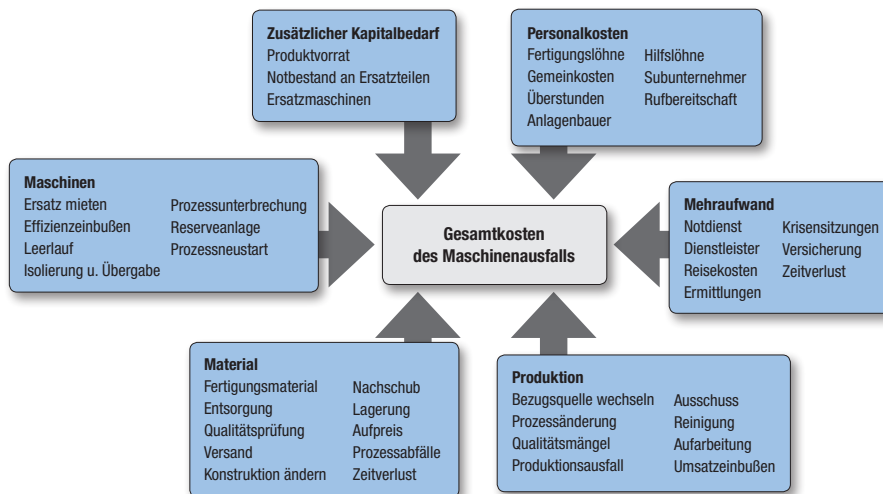 Zusätzlicher Kapitalbedarf
Produktvorrat
Notbestand an Ersatzteilen
Ersatzmaschinen
Personalkosten
Fertigungslöhne Hilfslöhne
Gemeinkosten Subunternehmer
Überstunden Rufbereitschaft
Anlagenbauer
Maschinen
Ersatz mieten Prozessunterbrechung
Effizienzeinbußen Reserveanlage
Leerlauf Prozessneustart
Isolierung u. Übergabe
Gesamtkosten
des Maschinenausfalls
Mehraufwand
Notdienst Krisensitzungen
Dienstleister Versicherung
Reisekosten Zeitverlust
Ermittlungen
Material
Fertigungsmaterial Nachschub
Entsorgung Lagerung
Qualitätsprüfung Aufpreis
Versand Prozessabfälle
Konstruktion ändern Zeitverlust
Produktion
Bezugsquelle wechseln Ausschuss
Prozessänderung Reinigung
Qualitätsmängel Aufarbeitung
Produktionsausfall Umsatzeinbußen